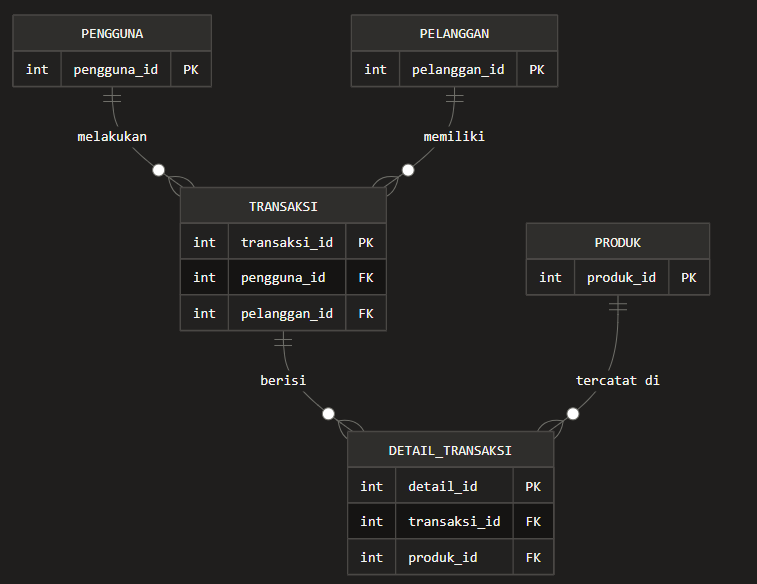 PENGGUNA
int pengguna_id PK
PELANGGAN
int pelanggan_id PK
melakukan
memiliki
TRANSAKSI
int transaksi_id PK
int pengguna_id FK
int pelanggan_id FK
PRODUK
int produk_id PK
berisi
tercatat di
DETAIL_TRANSAKSI
int detail_id PK
int transaksi_id FK
int produk_id FK